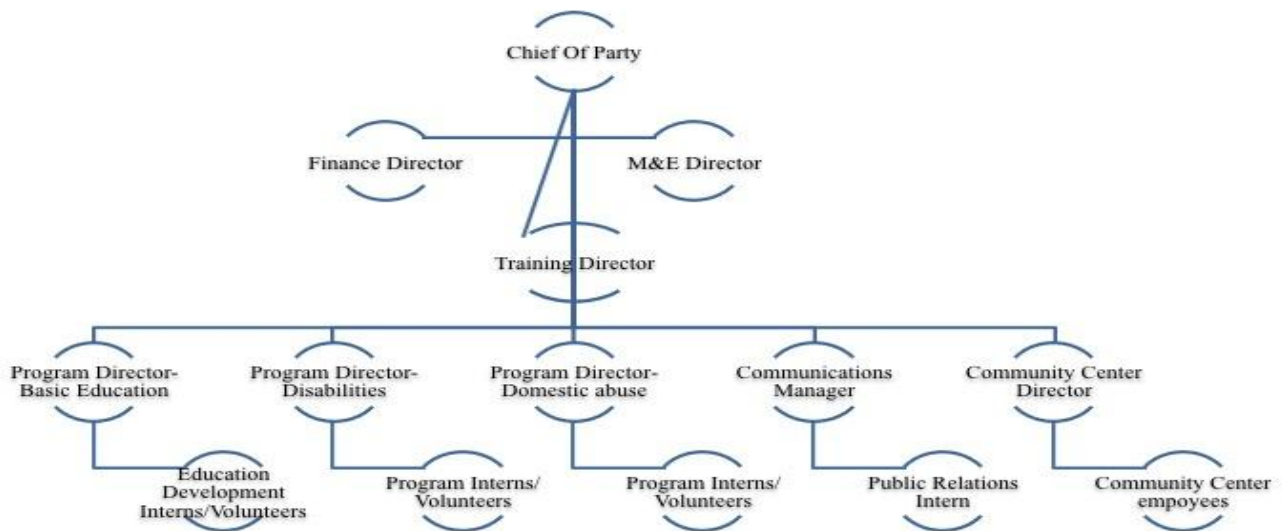 Chief Of Party
Finance Director
M&E Director
Training Director
Program Director-
Basic Education
Program Director-
Disabilities
Program Director-
Domestic abuse
Communications
Manager
Community Center
Director
Education
Development
Interns/Volunteers
Program Interns/
Volunteers
Program Interns/
Volunteers
Public Relations
Intern
Community Center
empoyees